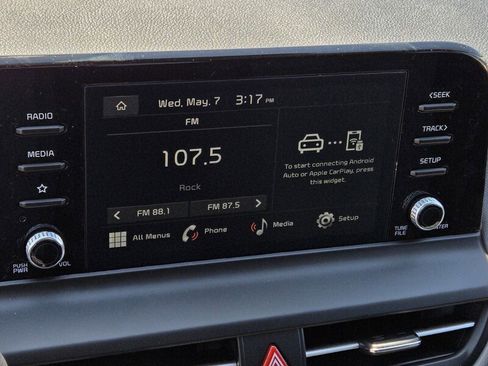 RADIO
MEDIA
PUSH
PWR
VOL
Wed, May, 7 3:17 PM
FM
107.5
Rock
FM 88.1 FM 87.5
To start connecting Android
Auto or Apple CarPlay, press
this widget.
All Menus Phone Media Setup
<SEEK
TRACK>
SETUP
TUNE
FILE
ENTER